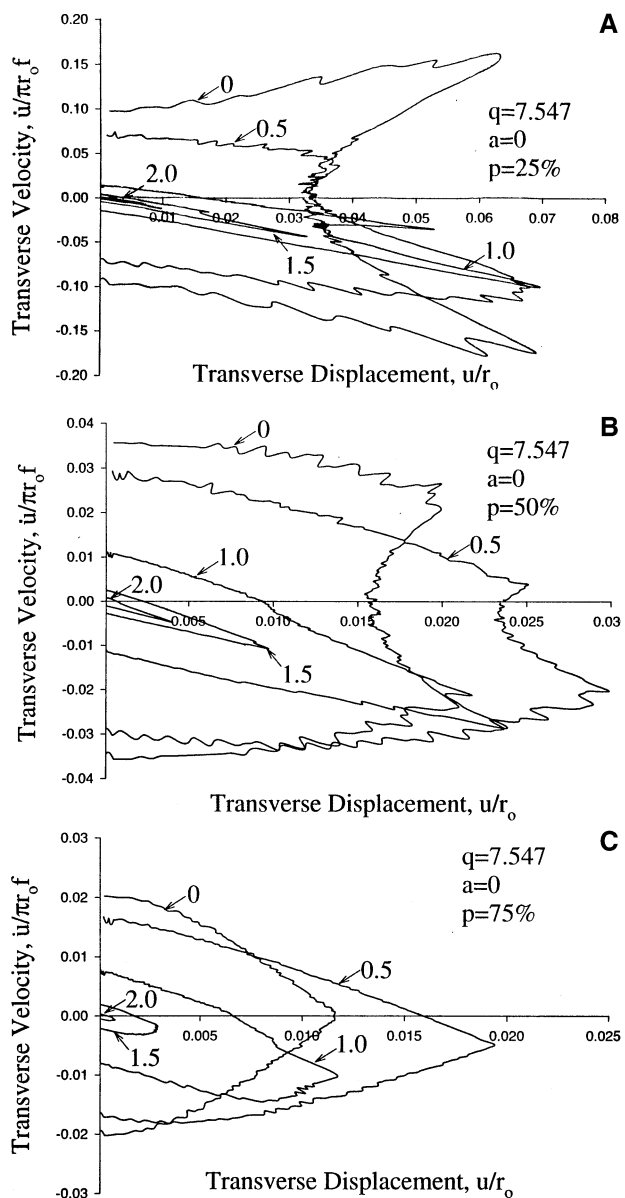 A
0.20
0.15
0.10
0.05
0.00
-0.05
-0.10
-0.15
-0.20
Transverse Velocity, u̇/πrₒf
0
0.5
2.0
1.5
1.0
q=7.547
a=0
p=25%
0.01 0.02 0.03 0.04 0.05 0.06 0.07 0.08
Transverse Displacement, u/rₒ
B
0.04
0.03
0.02
0.01
0.00
-0.01
-0.02
-0.03
-0.04
Transverse Velocity, u̇/πrₒf
0
0.5
1.0
2.0
1.5
q=7.547
a=0
p=50%
0.005 0.010 0.015 0.020 0.025 0.03
Transverse Displacement, u/rₒ
C
0.03
0.02
0.01
0.00
-0.01
-0.02
-0.03
Transverse Velocity, u̇/πrₒf
0
0.5
2.0
1.5
1.0
q=7.547
a=0
p=75%
0.005 0.010 0.015 0.020 0.025
Transverse Displacement, u/rₒ